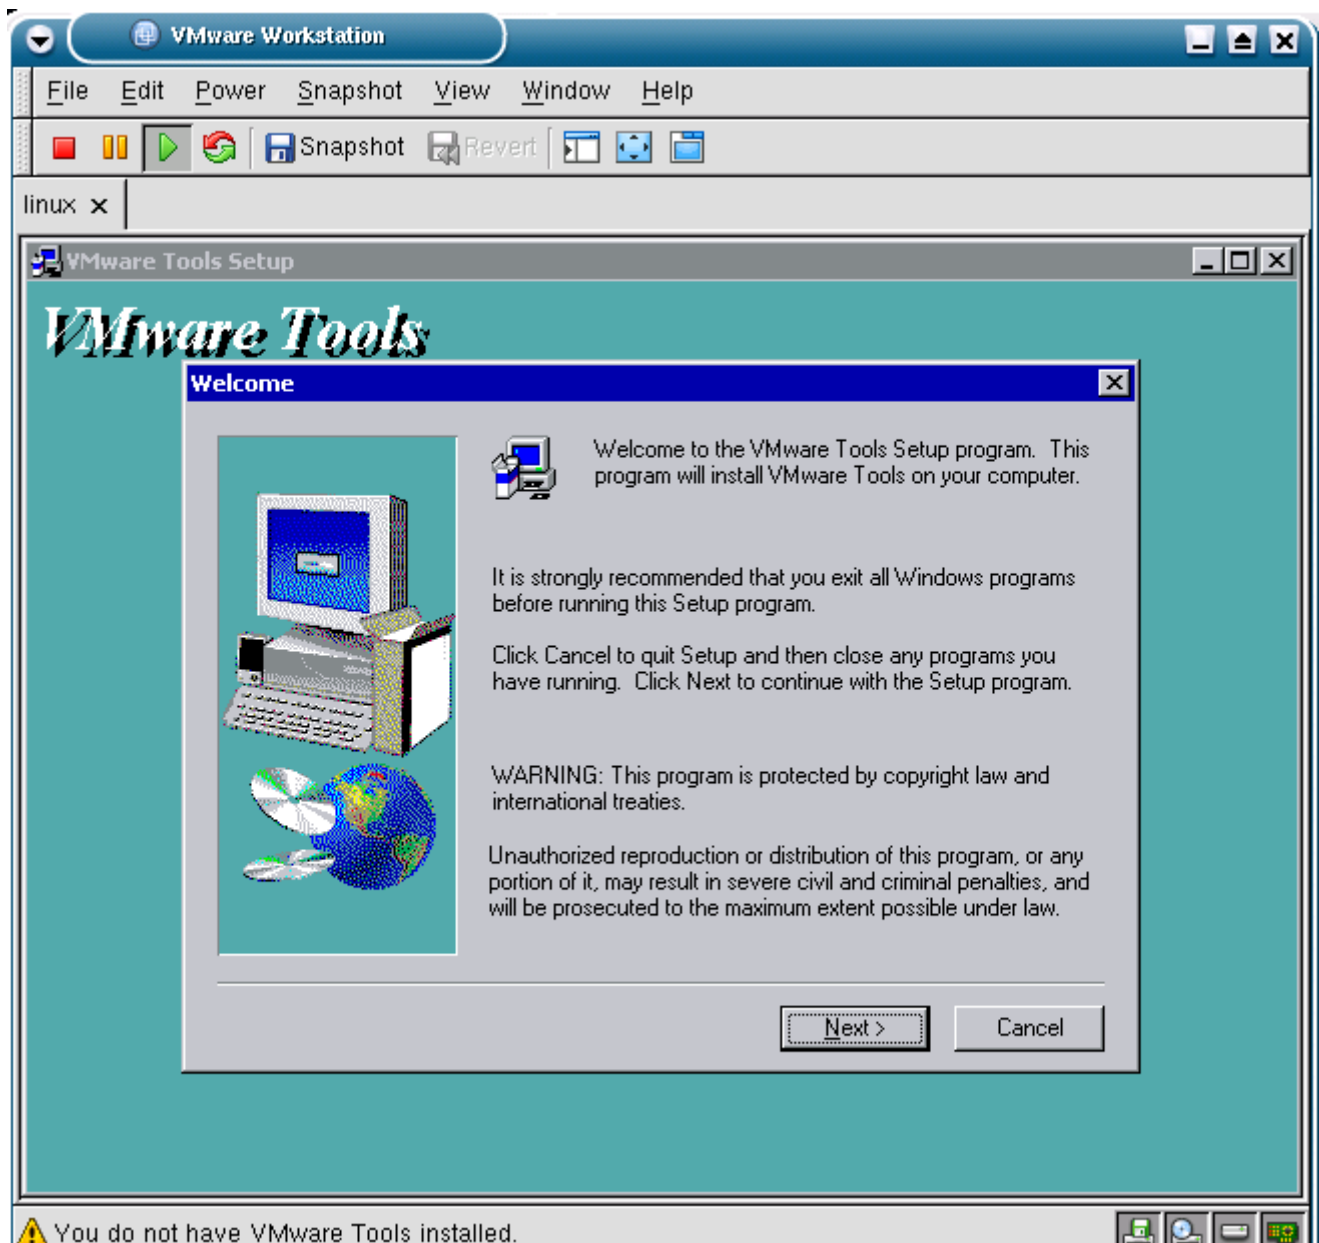 VMware Workstation
File Edit Power Snapshot View Window Help
Snapshot Revert
linux
VMware Tools Setup
VMware Tools
Welcome
Welcome to the VMware Tools Setup program. This
program will install VMware Tools on your computer.
It is strongly recommended that you exit all Windows programs
before running this Setup program.
Click Cancel to quit Setup and then close any programs you
have running. Click Next to continue with the Setup program.
WARNING: This program is protected by copyright law and
international treaties.
Unauthorized reproduction or distribution of this program, or any
portion of it, may result in severe civil and criminal penalties, and
will be prosecuted to the maximum extent possible under law.
Next > Cancel
You do not have VMware Tools installed.